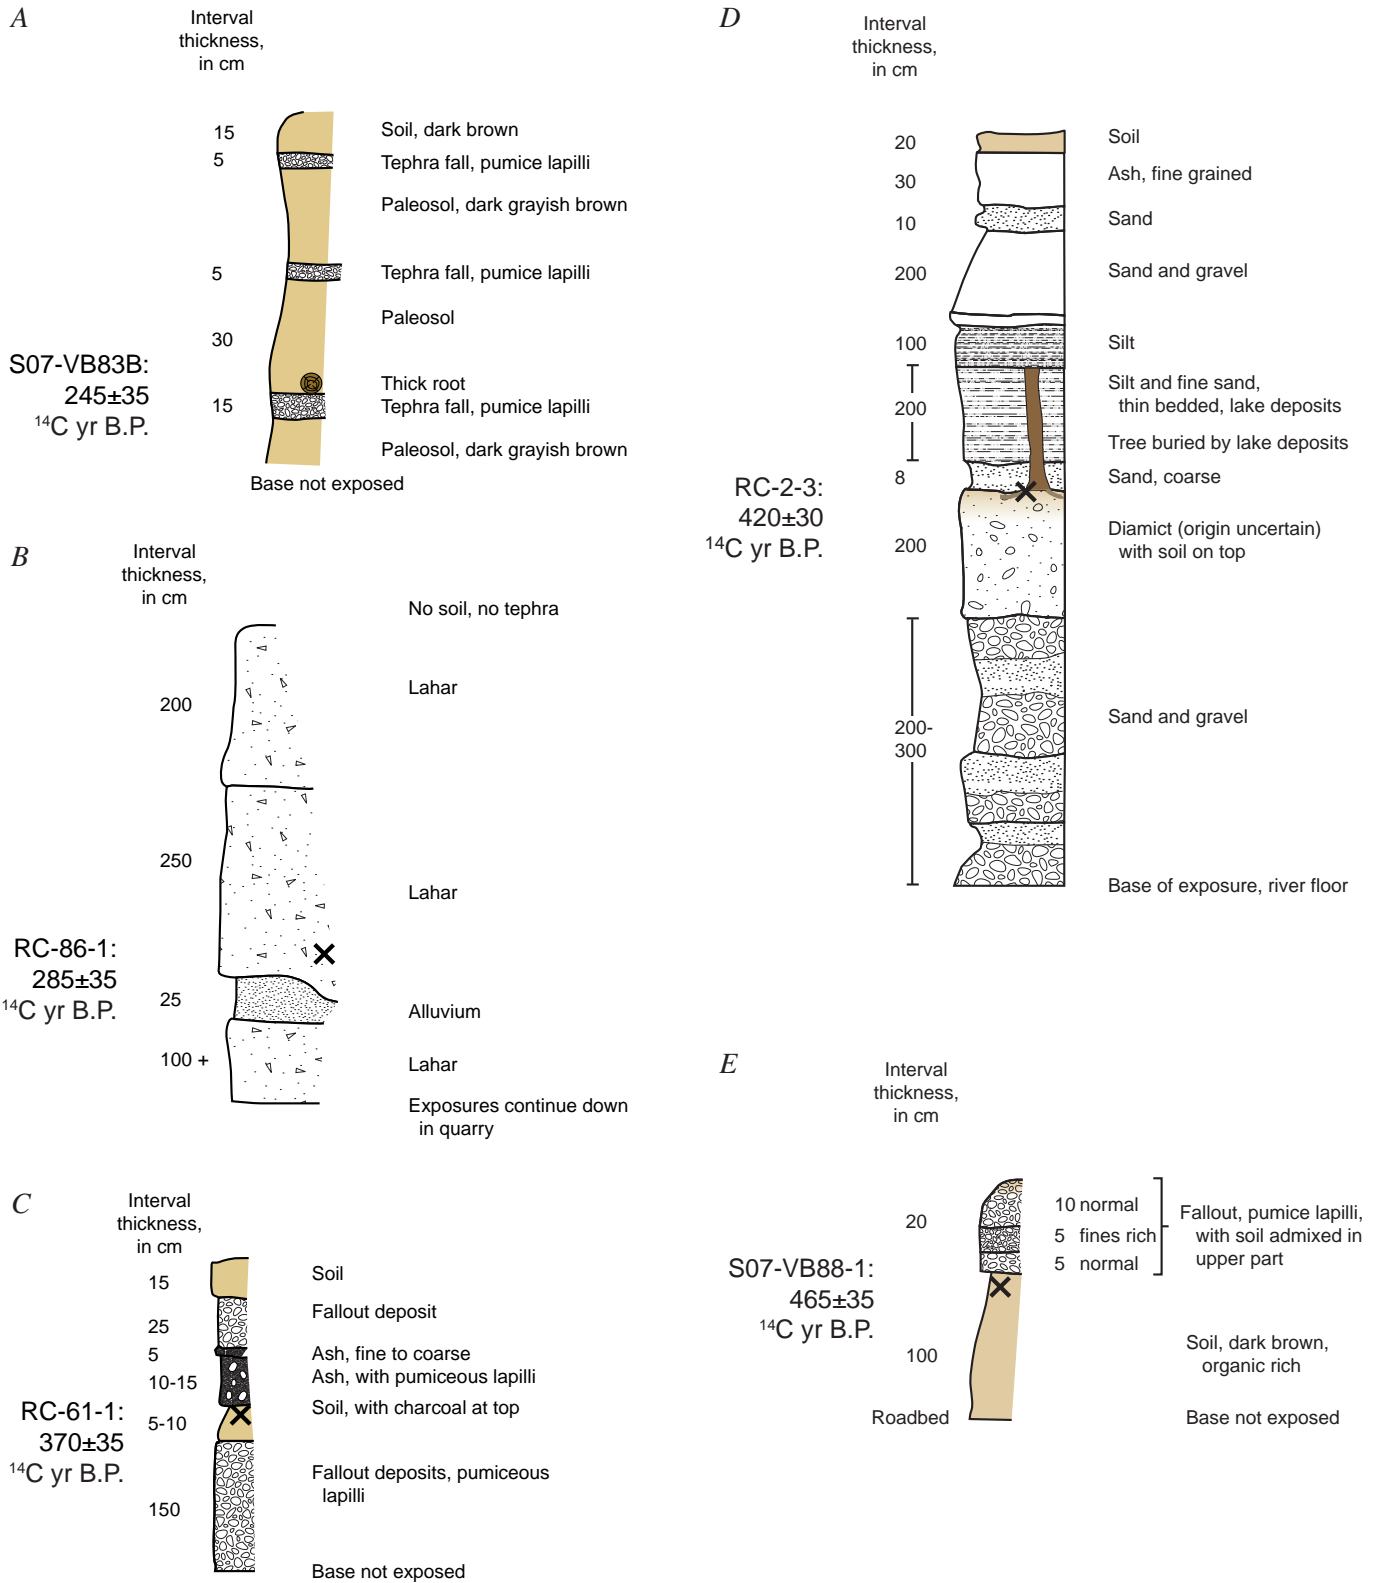 A
Interval
thickness,
in cm
15
Soil, dark brown
5
Tephra fall, pumice lapilli
Paleosol, dark grayish brown
5
Tephra fall, pumice lapilli
Paleosol
30
S07-VB83B:
245±35
14C yr B.P.
Thick root
15
Tephra fall, pumice lapilli
Paleosol, dark grayish brown
Base not exposed
B
Interval
thickness,
in cm
No soil, no tephra
200
Lahar
250
Lahar
RC-86-1:
285±35
14C yr B.P.
25
Alluvium
100 +
Lahar
Exposures continue down
in quarry
C
Interval
thickness,
in cm
15
Soil
25
Fallout deposit
5
Ash, fine to coarse
10-15
Ash, with pumiceous lapilli
RC-61-1:
370±35
14C yr B.P.
5-10
Soil, with charcoal at top
150
Fallout deposits, pumiceous
lapilli
Base not exposed
D
Interval
thickness,
in cm
20
Soil
30
Ash, fine grained
10
Sand
200
Sand and gravel
100
Silt
200
Silt and fine sand,
thin bedded, lake deposits
Tree buried by lake deposits
8
Sand, coarse
RC-2-3:
420±30
14C yr B.P.
200
Diamict (origin uncertain)
with soil on top
200-
300
Sand and gravel
Base of exposure, river floor
E
Interval
thickness,
in cm
20
10 normal
5 fines rich
5 normal
Fallout, pumice lapilli,
with soil admixed in
upper part
S07-VB88-1:
465±35
14C yr B.P.
100
Soil, dark brown,
organic rich
Roadbed
Base not exposed